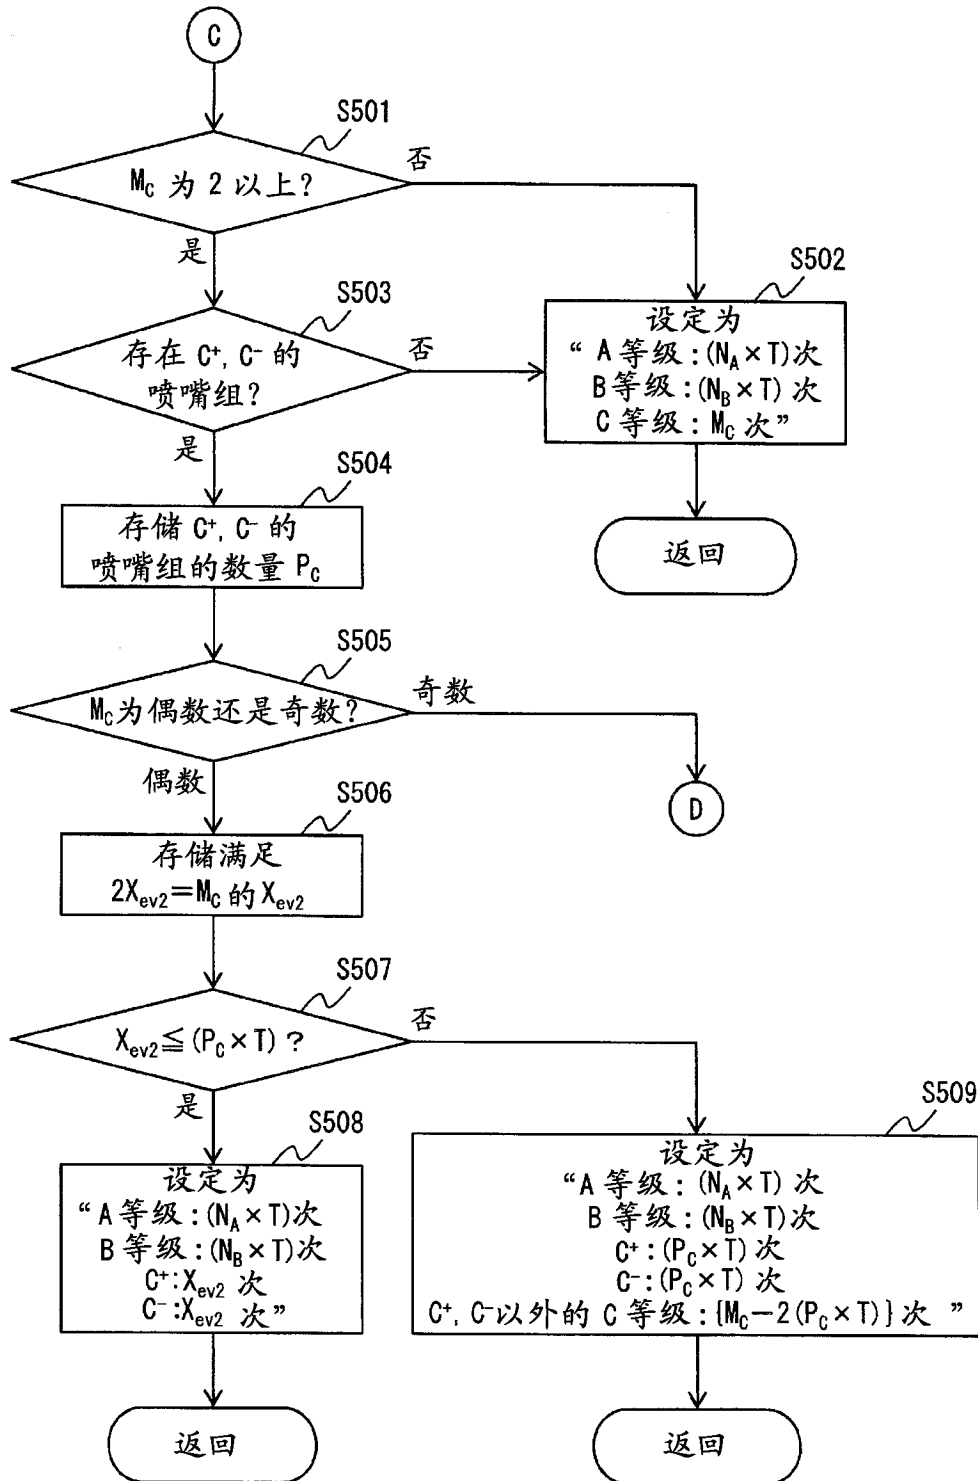 C
S501
M_C 为 2 以上?
否
是
S502
设定为
“ A 等级:(N_A×T)次
B 等级:(N_B×T) 次
C 等级: M_C 次”
返回
S503
存在 C⁺, C⁻ 的
喷嘴组?
否
是
S504
存储 C⁺, C⁻ 的
喷嘴组的数量 P_C
S505
M_C为偶数还是奇数?
奇数
D
偶数
S506
存储满足
2X_ev2=M_C 的 X_ev2
S507
X_ev2≦(P_C×T) ?
否
是
S508
设定为
“A 等级:(N_A×T)次
B 等级:(N_B×T)次
C⁺:X_ev2 次
C⁻:X_ev2 次”
返回
S509
设定为
“A 等级: (N_A×T) 次
B 等级: (N_B×T)次
C⁺:(P_C×T) 次
C⁻:(P_C×T) 次
C⁺, C⁻以外的 C 等级:{M_C−2(P_C×T)}次 ”
返回